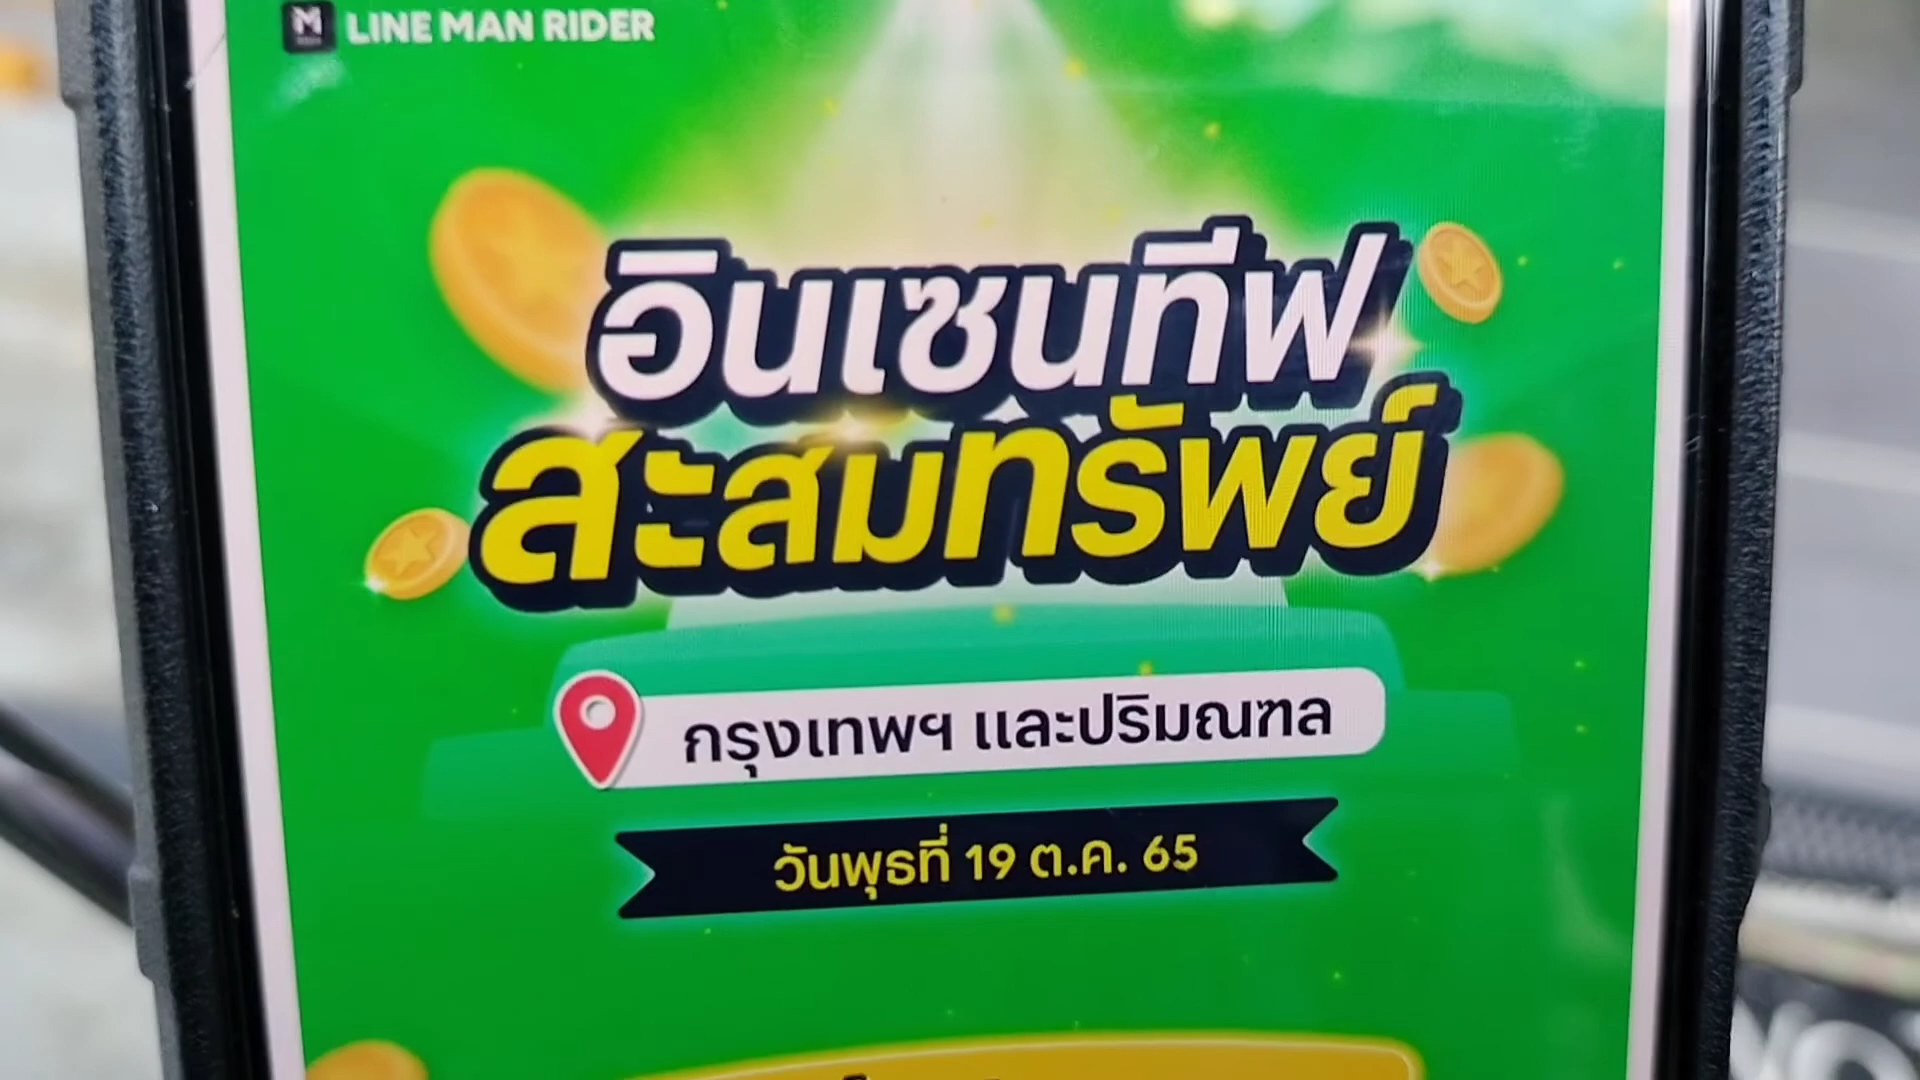 LINE MAN RIDER
อินเซนทีฟ
สะสมทรัพย์
กรุงเทพฯ และปริมณฑล
วันพุธที่ 19 ต.ค. 65